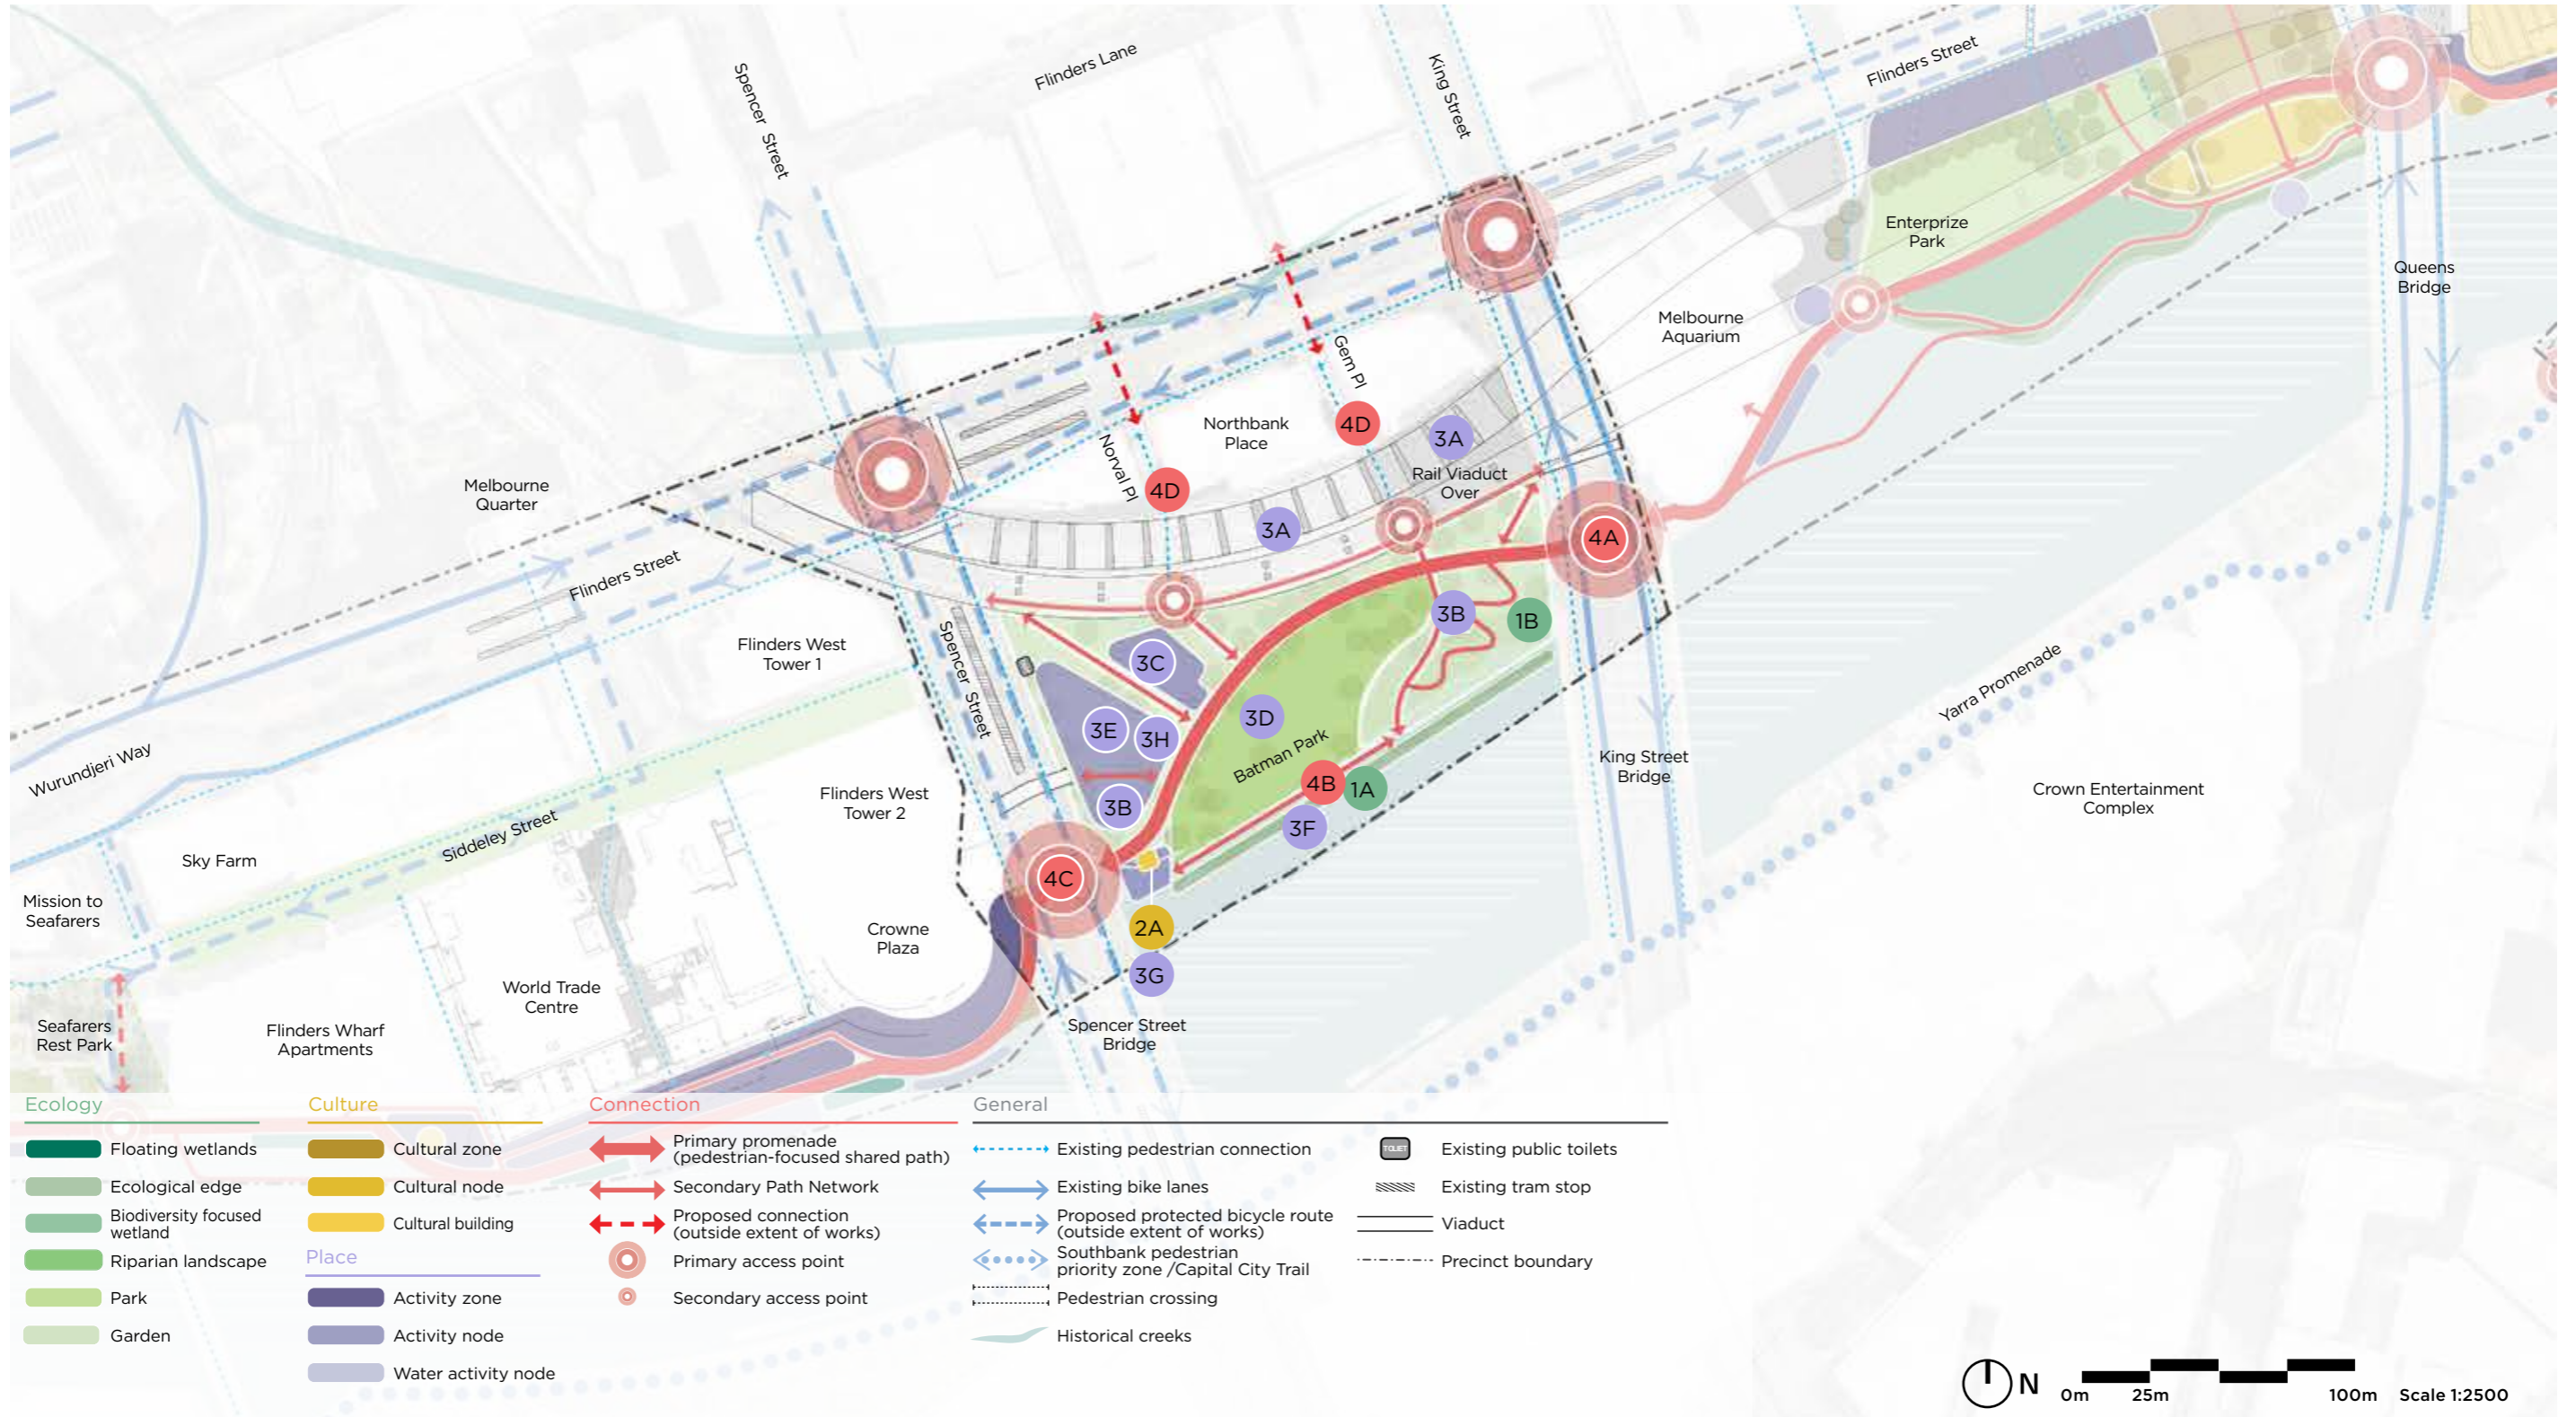 Flinders Lane
Spencer Street
King Street
Flinders Street
Enterprize
Park
Queens
Bridge
Melbourne
Aquarium
Gem Pl
Northbank
Place
4D
3A
Norval Pl
4D
Rail Viaduct
Over
3A
4A
Melbourne
Quarter
Flinders Street
3B
1B
Flinders West
Tower 1
Spencer Street
3C
3E
3H
3D
Batman Park
Yarra Promenade
King Street
Bridge
Wurundjeri Way
Flinders West
Tower 2
3B
4B
1A
3F
Crown Entertainment
Complex
Siddeley Street
Sky Farm
4C
Mission to
Seafarers
2A
Crowne
Plaza
3G
World Trade
Centre
Seafarers
Rest Park
Flinders Wharf
Apartments
Spencer Street
Bridge
Ecology
Floating wetlands
Ecological edge
Biodiversity focused
wetland
Riparian landscape
Park
Garden
Culture
Cultural zone
Cultural node
Cultural building
Place
Activity zone
Activity node
Water activity node
Connection
Primary promenade
(pedestrian-focused shared path)
Secondary Path Network
Proposed connection
(outside extent of works)
Primary access point
Secondary access point
General
Existing pedestrian connection
Existing bike lanes
Proposed protected bicycle route
(outside extent of works)
Southbank pedestrian
priority zone /Capital City Trail
Pedestrian crossing
Historical creeks
TOILET
Existing public toilets
Existing tram stop
Viaduct
Precinct boundary
N
0m 25m 100m Scale 1:2500